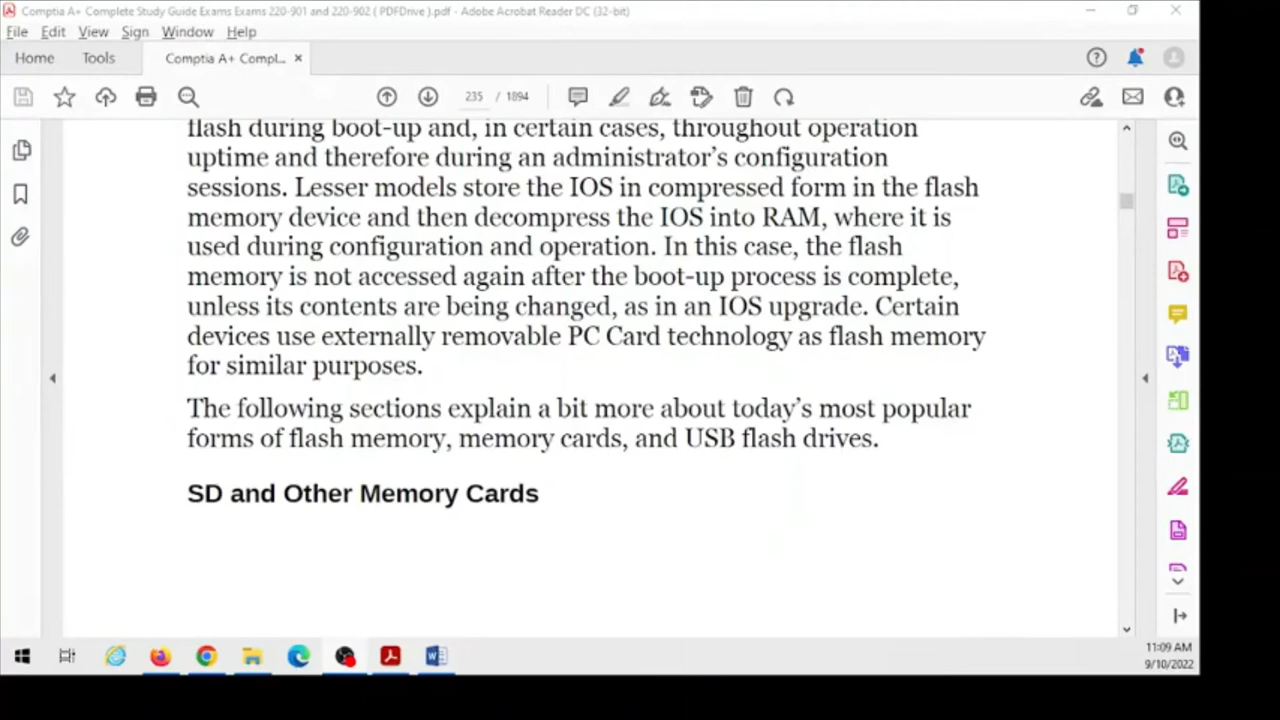 Comptia A+ Complete Study Guide Exams Exams 220-901 and 220-902 ( PDFDrive ).pdf - Adobe Acrobat Reader DC (32-bit)
File Edit View Sign Window Help
Home Tools Comptia A+ Compl... ×
235 / 1894
flash during boot-up and, in certain cases, throughout operation
uptime and therefore during an administrator’s configuration
sessions. Lesser models store the IOS in compressed form in the flash
memory device and then decompress the IOS into RAM, where it is
used during configuration and operation. In this case, the flash
memory is not accessed again after the boot-up process is complete,
unless its contents are being changed, as in an IOS upgrade. Certain
devices use externally removable PC Card technology as flash memory
for similar purposes.
The following sections explain a bit more about today’s most popular
forms of flash memory, memory cards, and USB flash drives.
SD and Other Memory Cards
11:09 AM
9/10/2022